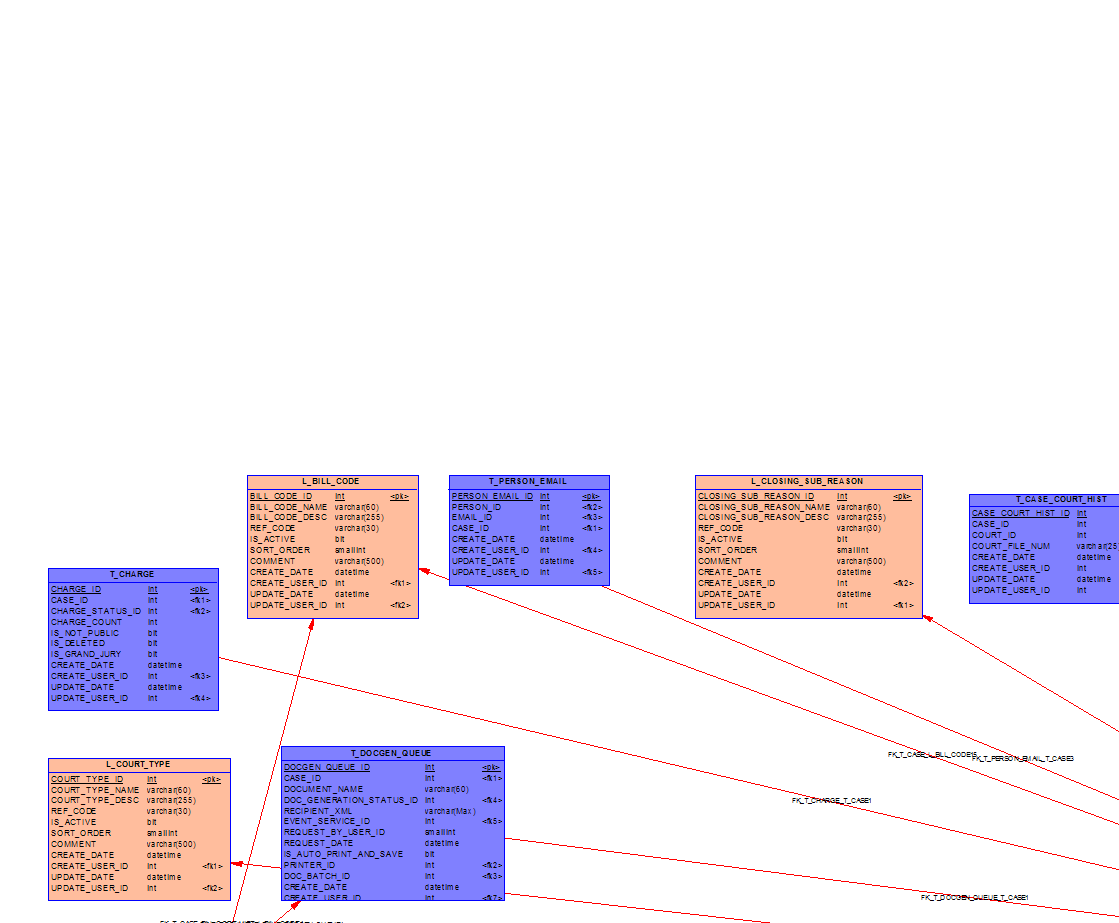 L_BILL_CODE
BILL_CODE_ID int <pk>
BILL_CODE_NAME varchar(60)
BILL_CODE_DESC varchar(255)
REF_CODE varchar(30)
IS_ACTIVE bit
SORT_ORDER smallint
COMMENT varchar(500)
CREATE_DATE datetime
CREATE_USER_ID int <fk1>
UPDATE_DATE datetime
UPDATE_USER_ID int <fk2>
T_PERSON_EMAIL
PERSON_EMAIL_ID int <pk>
PERSON_ID int <fk2>
EMAIL_ID int <fk3>
CASE_ID int <fk1>
CREATE_DATE datetime
CREATE_USER_ID int <fk4>
UPDATE_DATE datetime
UPDATE_USER_ID int <fk5>
L_CLOSING_SUB_REASON
CLOSING_SUB_REASON_ID int <pk>
CLOSING_SUB_REASON_NAME varchar(60)
CLOSING_SUB_REASON_DESC varchar(255)
REF_CODE varchar(30)
IS_ACTIVE bit
SORT_ORDER smallint
COMMENT varchar(500)
CREATE_DATE datetime
CREATE_USER_ID int <fk2>
UPDATE_DATE datetime
UPDATE_USER_ID int <fk1>
T_CASE_COURT_HIST
CASE_COURT_HIST_ID int
CASE_ID int
COURT_ID int
COURT_FILE_NUM varchar(25
CREATE_DATE datetime
CREATE_USER_ID int
UPDATE_DATE datetime
UPDATE_USER_ID int
T_CHARGE
CHARGE_ID int <pk>
CASE_ID int <fk1>
CHARGE_STATUS_ID int <fk2>
CHARGE_COUNT int
IS_NOT_PUBLIC bit
IS_DELETED bit
IS_GRAND_JURY bit
CREATE_DATE datetime
CREATE_USER_ID int <fk3>
UPDATE_DATE datetime
UPDATE_USER_ID int <fk4>
L_COURT_TYPE
COURT_TYPE_ID int <pk>
COURT_TYPE_NAME varchar(60)
COURT_TYPE_DESC varchar(255)
REF_CODE varchar(30)
IS_ACTIVE bit
SORT_ORDER smallint
COMMENT varchar(500)
CREATE_DATE datetime
CREATE_USER_ID int <fk1>
UPDATE_DATE datetime
UPDATE_USER_ID int <fk2>
T_DOCGEN_QUEUE
DOCGEN_QUEUE_ID int <pk>
CASE_ID int <fk1>
DOCUMENT_NAME varchar(60)
DOC_GENERATION_STATUS_ID int <fk4>
RECIPIENT_XML varchar(Max)
EVENT_SERVICE_ID int <fk5>
REQUEST_BY_USER_ID smallint
REQUEST_DATE datetime
IS_AUTO_PRINT_AND_SAVE bit
PRINTER_ID int <fk2>
DOC_BATCH_ID int <fk3>
CREATE_DATE datetime
CREATE_USER_ID int <fk7>
FK_T_PERSON_EMAIL_T_CASE3
FK_T_CHARGE_T_CASE1
FK_T_DOCGEN_QUEUE_T_CASE1